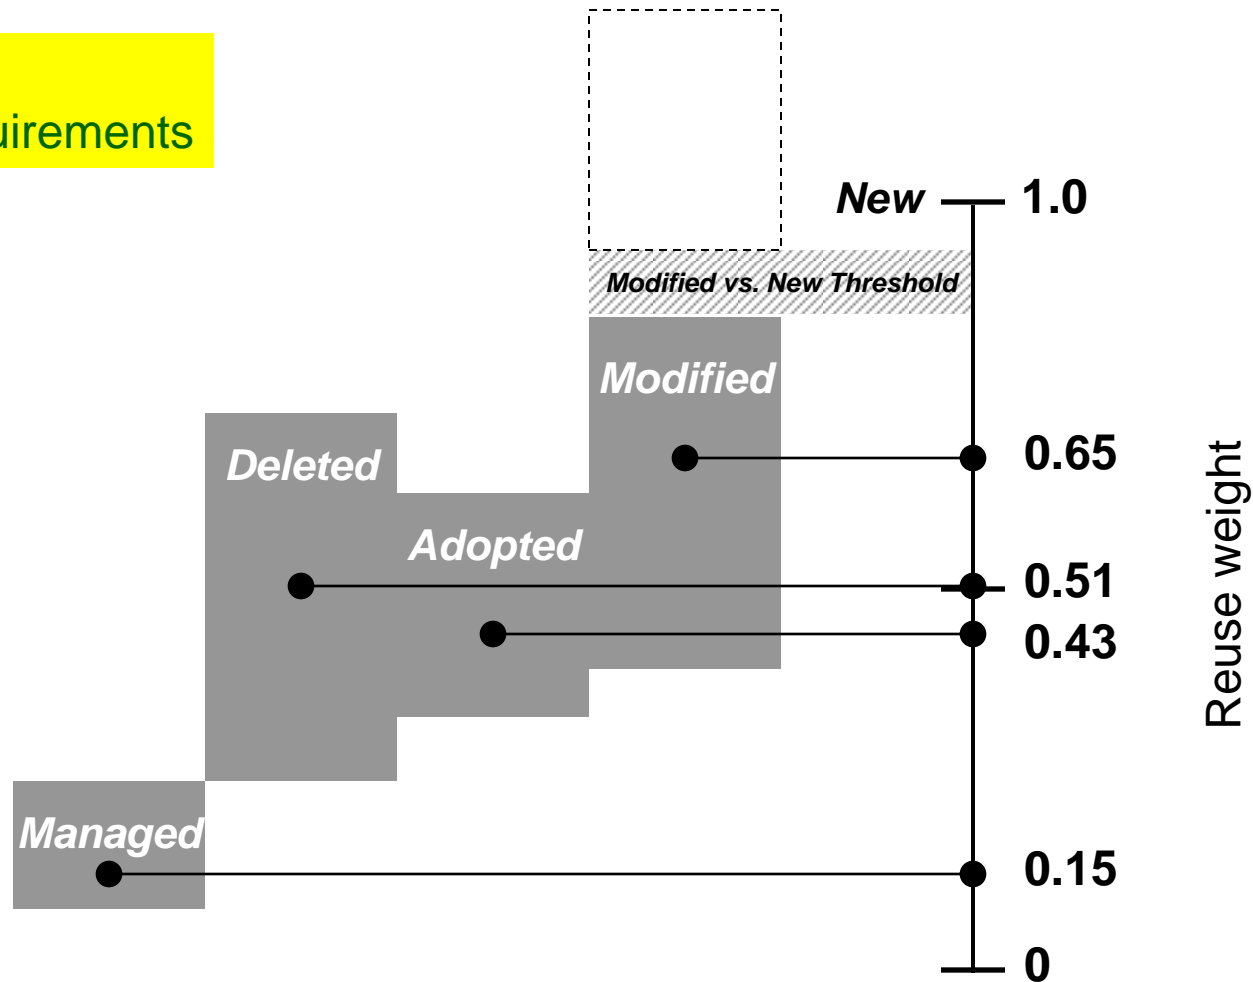 New
1.0
Modified vs. New Threshold
Modified
0.65
Deleted
Adopted
0.51
0.43
Managed
0.15
0
Reuse weight